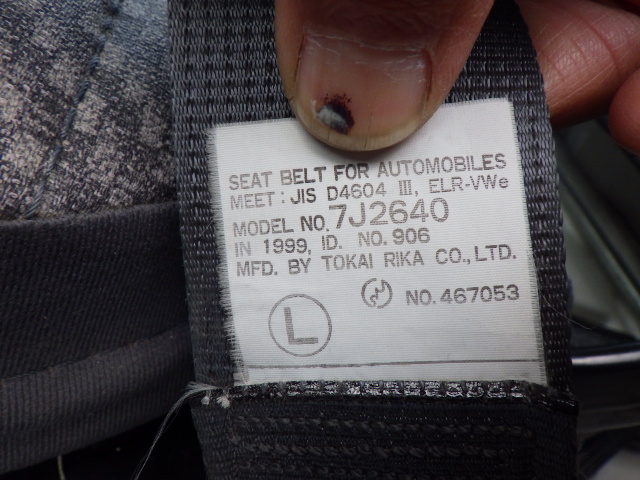 SEAT BELT FOR AUTOMOBILES
MEET : JIS D4604 III, ELR-VWe
MODEL NO. 7J2640
IN 1999, ID. NO. 906
MFD. BY TOKAI RIKA CO., LTD.
NO. 467053
L